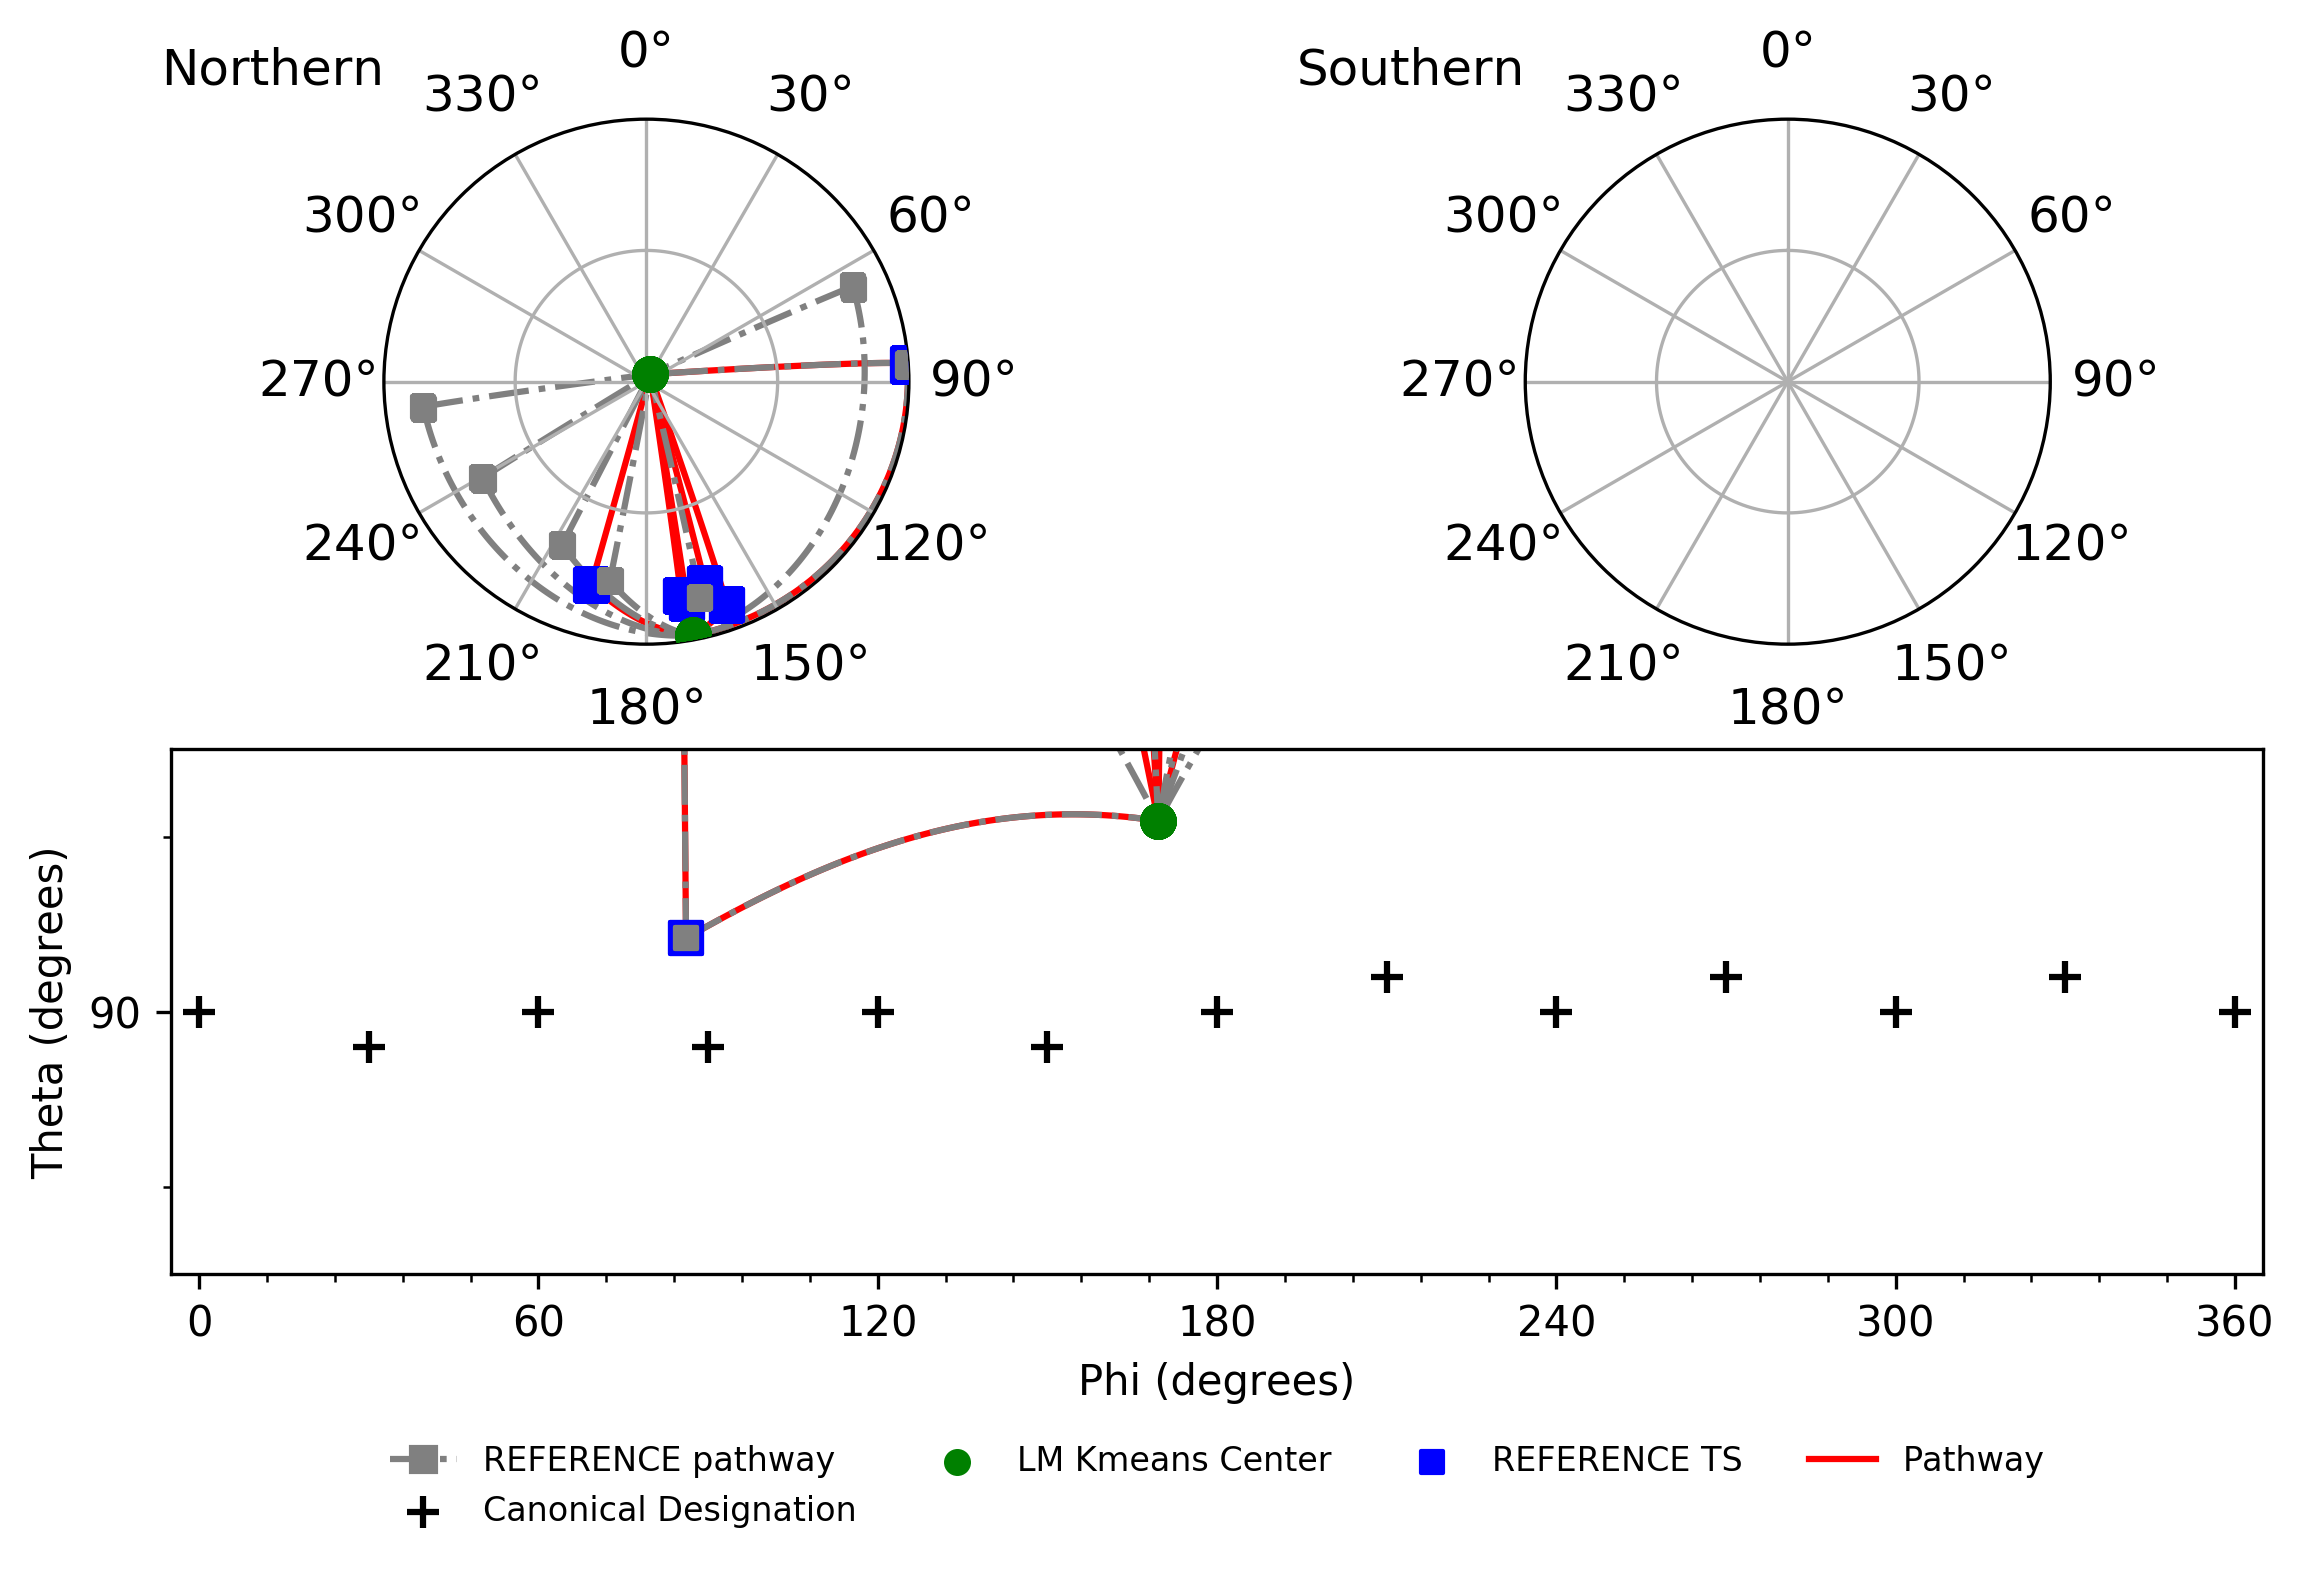 Northern
0°
30°
60°
90°
120°
150°
180°
210°
240°
270°
300°
330°
Southern
0°
30°
60°
90°
120°
150°
180°
210°
240°
270°
300°
330°
Theta (degrees)
90
0 60 120 180 240 300 360
Phi (degrees)
REFERENCE pathway
Canonical Designation
LM Kmeans Center
REFERENCE TS
Pathway